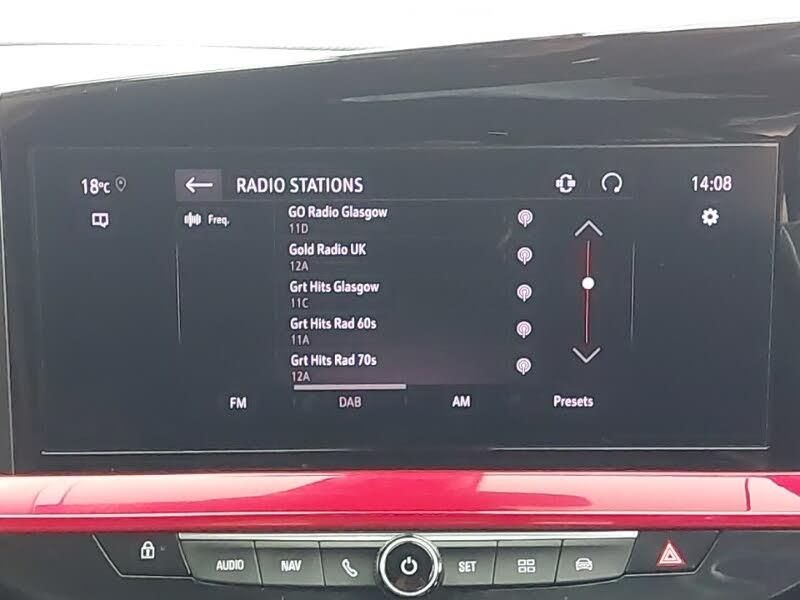 18°C
RADIO STATIONS
14:08
Freq.
GO Radio Glasgow
11D
Gold Radio UK
12A
Grt Hits Glasgow
11C
Grt Hits Rad 60s
11A
Grt Hits Rad 70s
12A
FM DAB AM Presets
AUDIO NAV SET